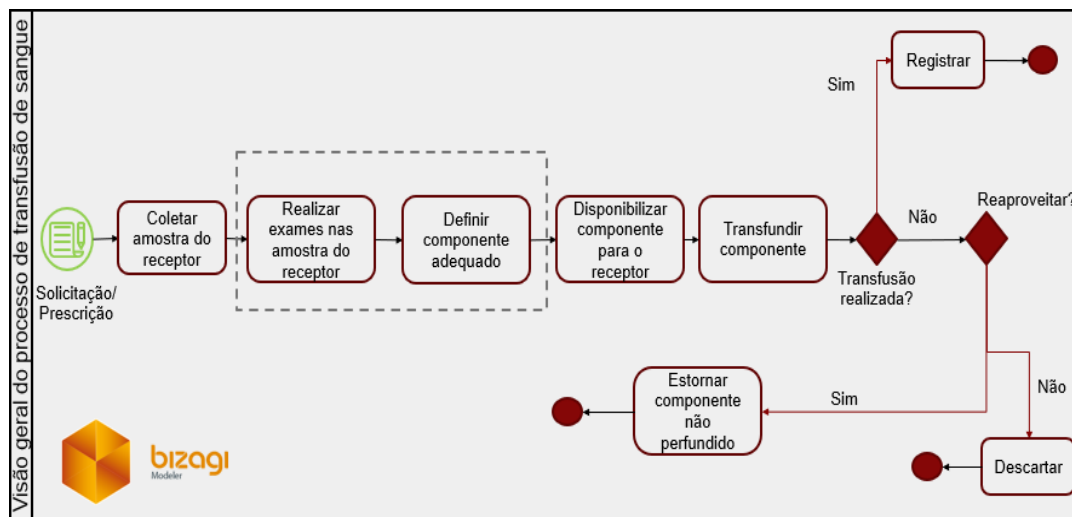 Visão geral do processo de transfusão de sangue
Solicitação/
Prescrição
Coletar
amostra do
receptor
Realizar
exames nas
amostra do
receptor
Definir
componente
adequado
Disponibilizar
componente
para o
receptor
Transfundir
componente
Transfusão
realizada?
Sim
Registrar
Não
Reaproveitar?
Sim
Estornar
componente
não
perfundido
Não
Descartar
bizagi
Modeler